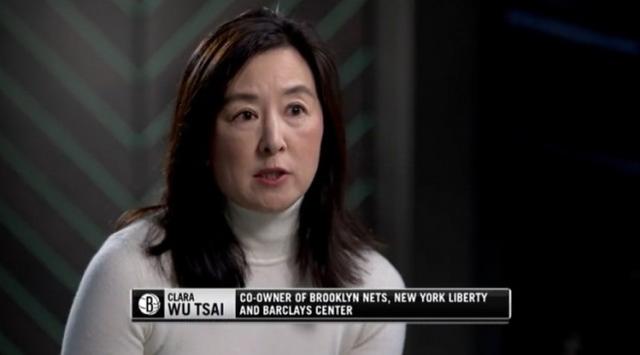 CLARA
WU TSAI
CO-OWNER OF BROOKLYN NETS, NEW YORK LIBERTY
AND BARCLAYS CENTER
B